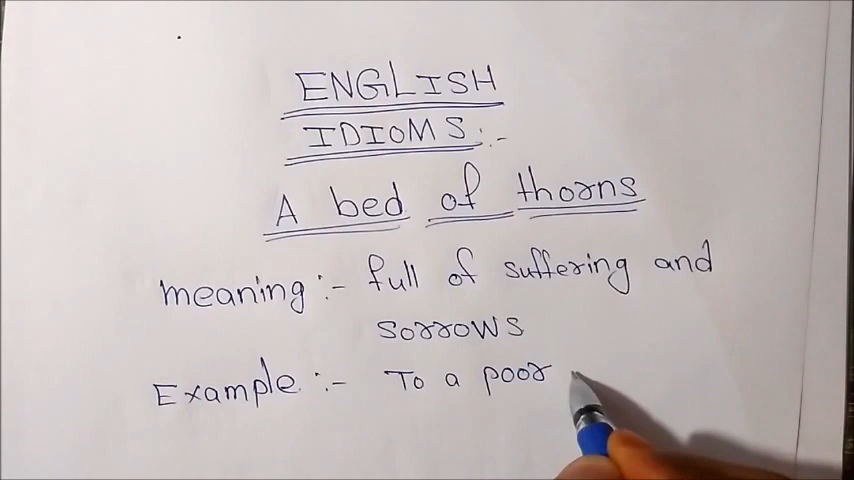 ENGLISH
IDIOMS:-
A bed of thorns
meaning:- full of suffering and
sorrows
Example:- To a poor